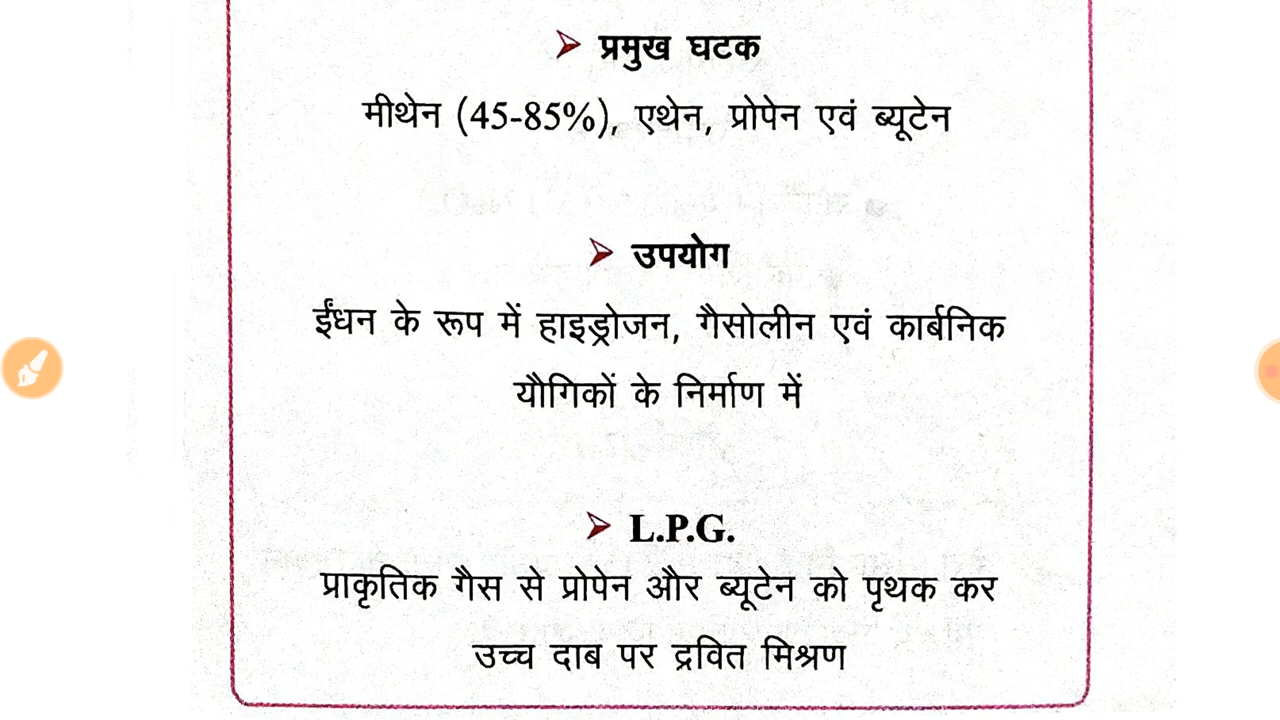 ➢ प्रमुख घटक
मीथेन (45-85%), एथेन, प्रोपेन एवं ब्यूटेन
➢ उपयोग
ईंधन के रूप में हाइड्रोजन, गैसोलीन एवं कार्बनिक
यौगिकों के निर्माण में
➢ L.P.G.
प्राकृतिक गैस से प्रोपेन और ब्यूटेन को पृथक कर
उच्च दाब पर द्रवित मिश्रण